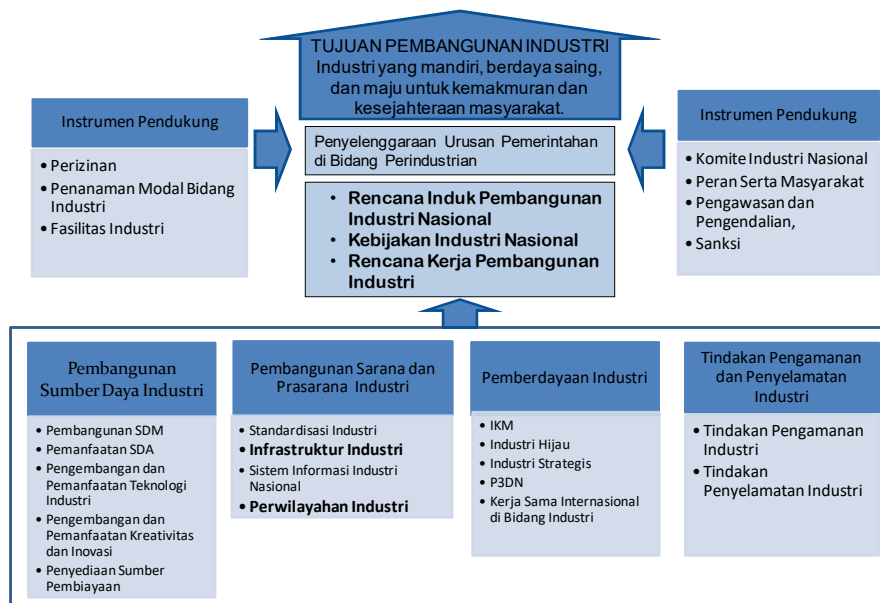 TUJUAN PEMBANGUNAN INDUSTRI
Industri yang mandiri, berdaya saing,
dan maju untuk kemakmuran dan
kesejahteraan masyarakat.
Instrumen Pendukung
• Perizinan
• Penanaman Modal Bidang
Industri
• Fasilitas Industri
Penyelenggaraan Urusan Pemerintahan
di Bidang Perindustrian
• Rencana Induk Pembangunan
Industri Nasional
• Kebijakan Industri Nasional
• Rencana Kerja Pembangunan
Industri
Instrumen Pendukung
• Komite Industri Nasional
• Peran Serta Masyarakat
• Pengawasan dan
Pengendalian,
• Sanksi
Pembangunan
Sumber Daya Industri
• Pembangunan SDM
• Pemanfaatan SDA
• Pengembangan dan
Pemanfaatan Teknologi
Industri
• Pengembangan dan
Pemanfaatan Kreativitas
dan Inovasi
• Penyediaan Sumber
Pembiayaan
Pembangunan Sarana dan
Prasarana Industri
• Standardisasi Industri
• Infrastruktur Industri
• Sistem Informasi Industri
Nasional
• Perwilayahan Industri
Pemberdayaan Industri
• IKM
• Industri Hijau
• Industri Strategis
• P3DN
• Kerja Sama Internasional
di Bidang Industri
Tindakan Pengamanan
dan Penyelamatan
Industri
• Tindakan Pengamanan
Industri
• Tindakan
Penyelamatan Industri